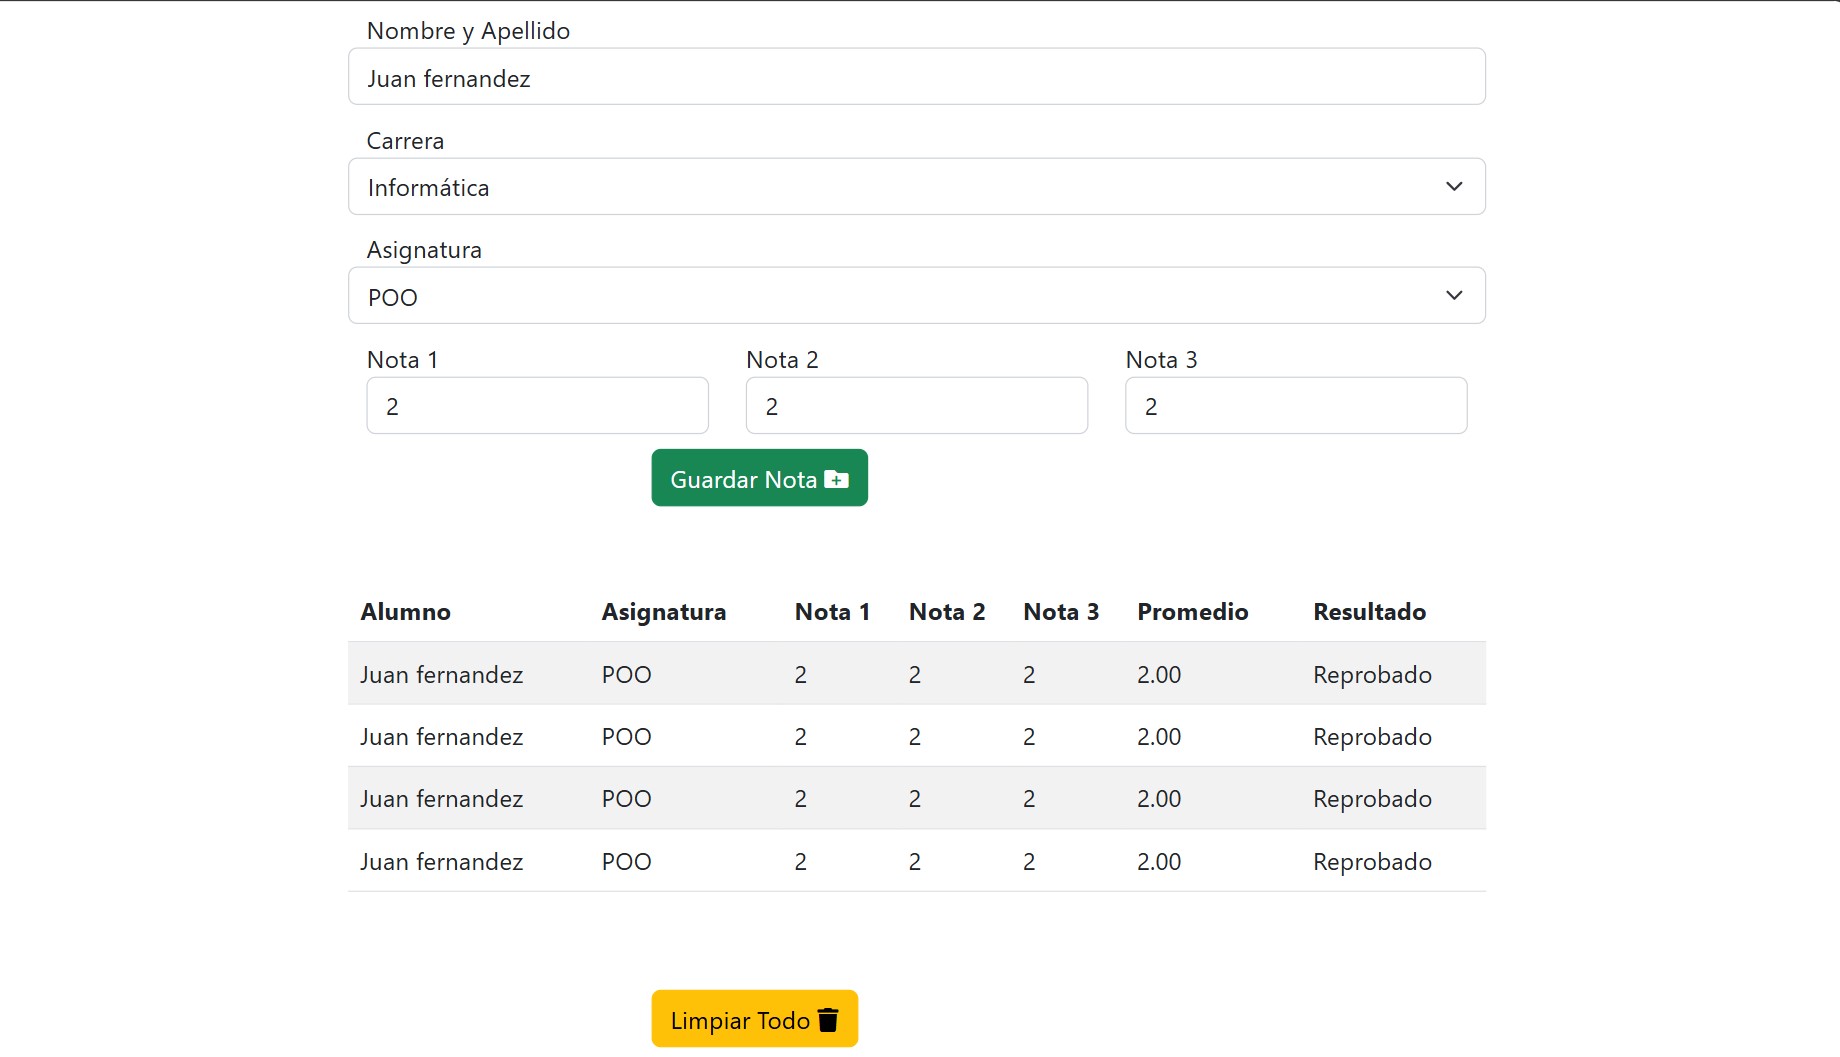 Nombre y Apellido
Juan fernandez
Carrera
Informática
Asignatura
POO
Nota 1 Nota 2 Nota 3
2 2 2
Guardar Nota
Alumno Asignatura Nota 1 Nota 2 Nota 3 Promedio Resultado
Juan fernandez POO 2 2 2 2.00 Reprobado
Juan fernandez POO 2 2 2 2.00 Reprobado
Juan fernandez POO 2 2 2 2.00 Reprobado
Juan fernandez POO 2 2 2 2.00 Reprobado
Limpiar Todo